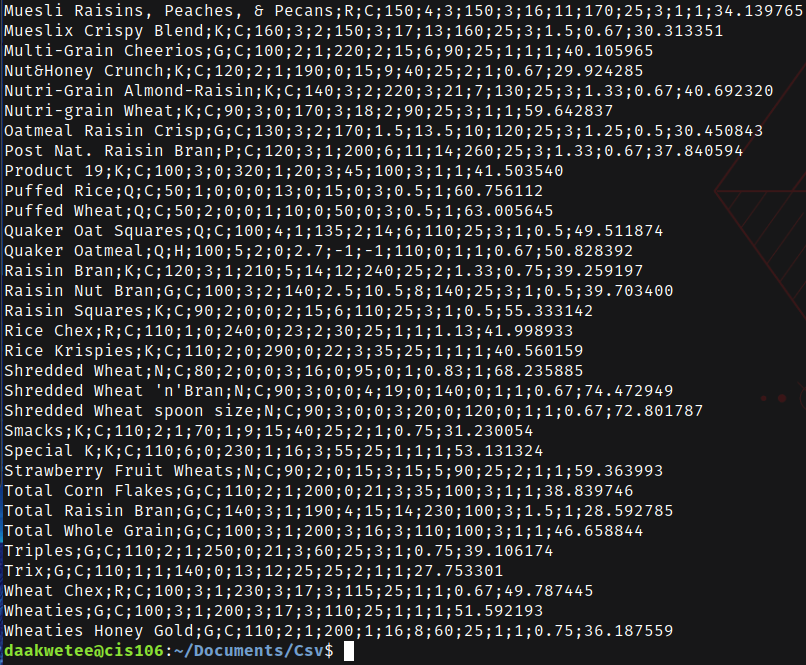 Muesli Raisins, Peaches, & Pecans;R;C;150;4;3;150;3;16;11;170;25;3;1;1;34.139765
Mueslix Crispy Blend;K;C;160;3;2;150;3;17;13;160;25;3;1.5;0.67;30.313351
Multi-Grain Cheerios;G;C;100;2;1;220;2;15;6;90;25;1;1;1;40.105965
Nut&Honey Crunch;K;C;120;2;1;190;0;15;9;40;25;2;1;0.67;29.924285
Nutri-Grain Almond-Raisin;K;C;140;3;2;220;3;21;7;130;25;3;1.33;0.67;40.692320
Nutri-grain Wheat;K;C;90;3;0;170;3;18;2;90;25;3;1;1;59.642837
Oatmeal Raisin Crisp;G;C;130;3;2;170;1.5;13.5;10;120;25;3;1.25;0.5;30.450843
Post Nat. Raisin Bran;P;C;120;3;1;200;6;11;14;260;25;3;1.33;0.67;37.840594
Product 19;K;C;100;3;0;320;1;20;3;45;100;3;1;1;41.503540
Puffed Rice;Q;C;50;1;0;0;0;13;0;15;0;3;0.5;1;60.756112
Puffed Wheat;Q;C;50;2;0;0;1;10;0;50;0;3;0.5;1;63.005645
Quaker Oat Squares;Q;C;100;4;1;135;2;14;6;110;25;3;1;0.5;49.511874
Quaker Oatmeal;Q;H;100;5;2;0;2.7;-1;-1;110;0;1;1;0.67;50.828392
Raisin Bran;K;C;120;3;1;210;5;14;12;240;25;2;1.33;0.75;39.259197
Raisin Nut Bran;G;C;100;3;2;140;2.5;10.5;8;140;25;3;1;0.5;39.703400
Raisin Squares;K;C;90;2;0;0;2;15;6;110;25;3;1;0.5;55.333142
Rice Chex;R;C;110;1;0;240;0;23;2;30;25;1;1;1.13;41.998933
Rice Krispies;K;C;110;2;0;290;0;22;3;35;25;1;1;1;40.560159
Shredded Wheat;N;C;80;2;0;0;3;16;0;95;0;1;0.83;1;68.235885
Shredded Wheat 'n'Bran;N;C;90;3;0;0;4;19;0;140;0;1;1;0.67;74.472949
Shredded Wheat spoon size;N;C;90;3;0;0;3;20;0;120;0;1;1;0.67;72.801787
Smacks;K;C;110;2;1;70;1;9;15;40;25;2;1;0.75;31.230054
Special K;K;C;110;6;0;230;1;16;3;55;25;1;1;1;53.131324
Strawberry Fruit Wheats;N;C;90;2;0;15;3;15;5;90;25;2;1;1;59.363993
Total Corn Flakes;G;C;110;2;1;200;0;21;3;35;100;3;1;1;38.839746
Total Raisin Bran;G;C;140;3;1;190;4;15;14;230;100;3;1.5;1;28.592785
Total Whole Grain;G;C;100;3;1;200;3;16;3;110;100;3;1;1;46.658844
Triples;G;C;110;2;1;250;0;21;3;60;25;3;1;0.75;39.106174
Trix;G;C;110;1;1;140;0;13;12;25;25;2;1;1;27.753301
Wheat Chex;R;C;100;3;1;230;3;17;3;115;25;1;1;0.67;49.787445
Wheaties;G;C;100;3;1;200;3;17;3;110;25;1;1;1;51.592193
Wheaties Honey Gold;G;C;110;2;1;200;1;16;8;60;25;1;1;0.75;36.187559
daakwetee@cis106:~/Documents/Csv$